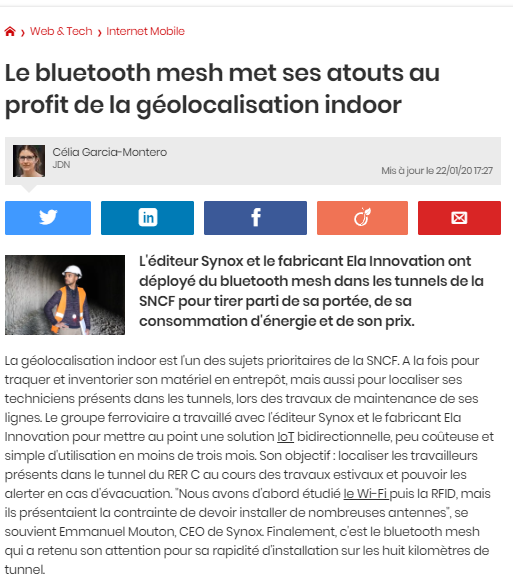 Web & Tech
Internet Mobile
Le bluetooth mesh met ses atouts au
profit de la géolocalisation indoor
Célia Garcia-Montero
JDN
Mis à jour le 22/01/20 17:27
L'éditeur Synox et le fabricant Ela Innovation ont
déployé du bluetooth mesh dans les tunnels de la
SNCF pour tirer parti de sa portée, de sa
consommation d'énergie et de son prix.
La géolocalisation indoor est l'un des sujets prioritaires de la SNCF. A la fois pour
traquer et inventorier son matériel en entrepôt, mais aussi pour localiser ses
techniciens présents dans les tunnels, lors des travaux de maintenance de ses
lignes. Le groupe ferroviaire a travaillé avec l'éditeur Synox et le fabricant Ela
Innovation pour mettre au point une solution IoT bidirectionnelle, peu coûteuse et
simple d'utilisation en moins de trois mois. Son objectif : localiser les travailleurs
présents dans le tunnel du RER C au cours des travaux estivaux et pouvoir les
alerter en cas d'évacuation. "Nous avons d'abord étudié le Wi-Fi puis la RFID, mais
ils présentaient la contrainte de devoir installer de nombreuses antennes", se
souvient Emmanuel Mouton, CEO de Synox. Finalement, c'est le bluetooth mesh
qui a retenu son attention pour sa rapidité d'installation sur les huit kilomètres de
tunnel.